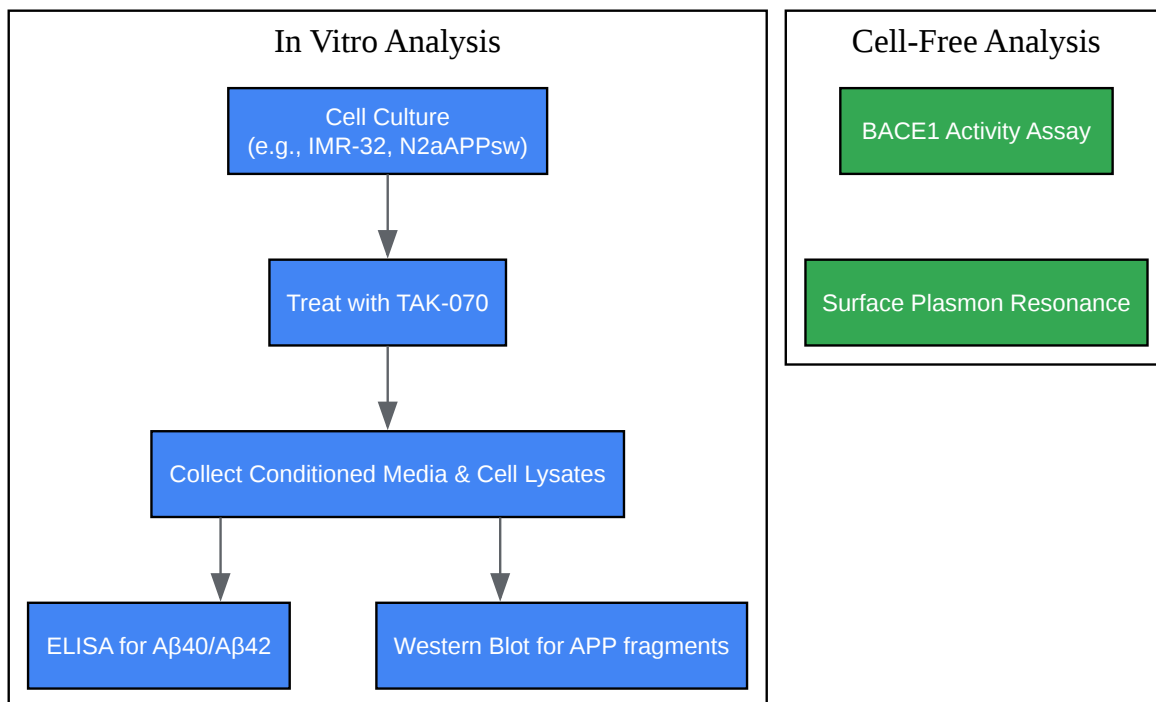 In Vitro Analysis
Cell Culture
(e.g., IMR-32, N2aAPPsw)
Treat with TAK-070
Collect Conditioned Media & Cell Lysates
ELISA for Aβ40/Aβ42
Western Blot for APP fragments
Cell-Free Analysis
BACE1 Activity Assay
Surface Plasmon Resonance